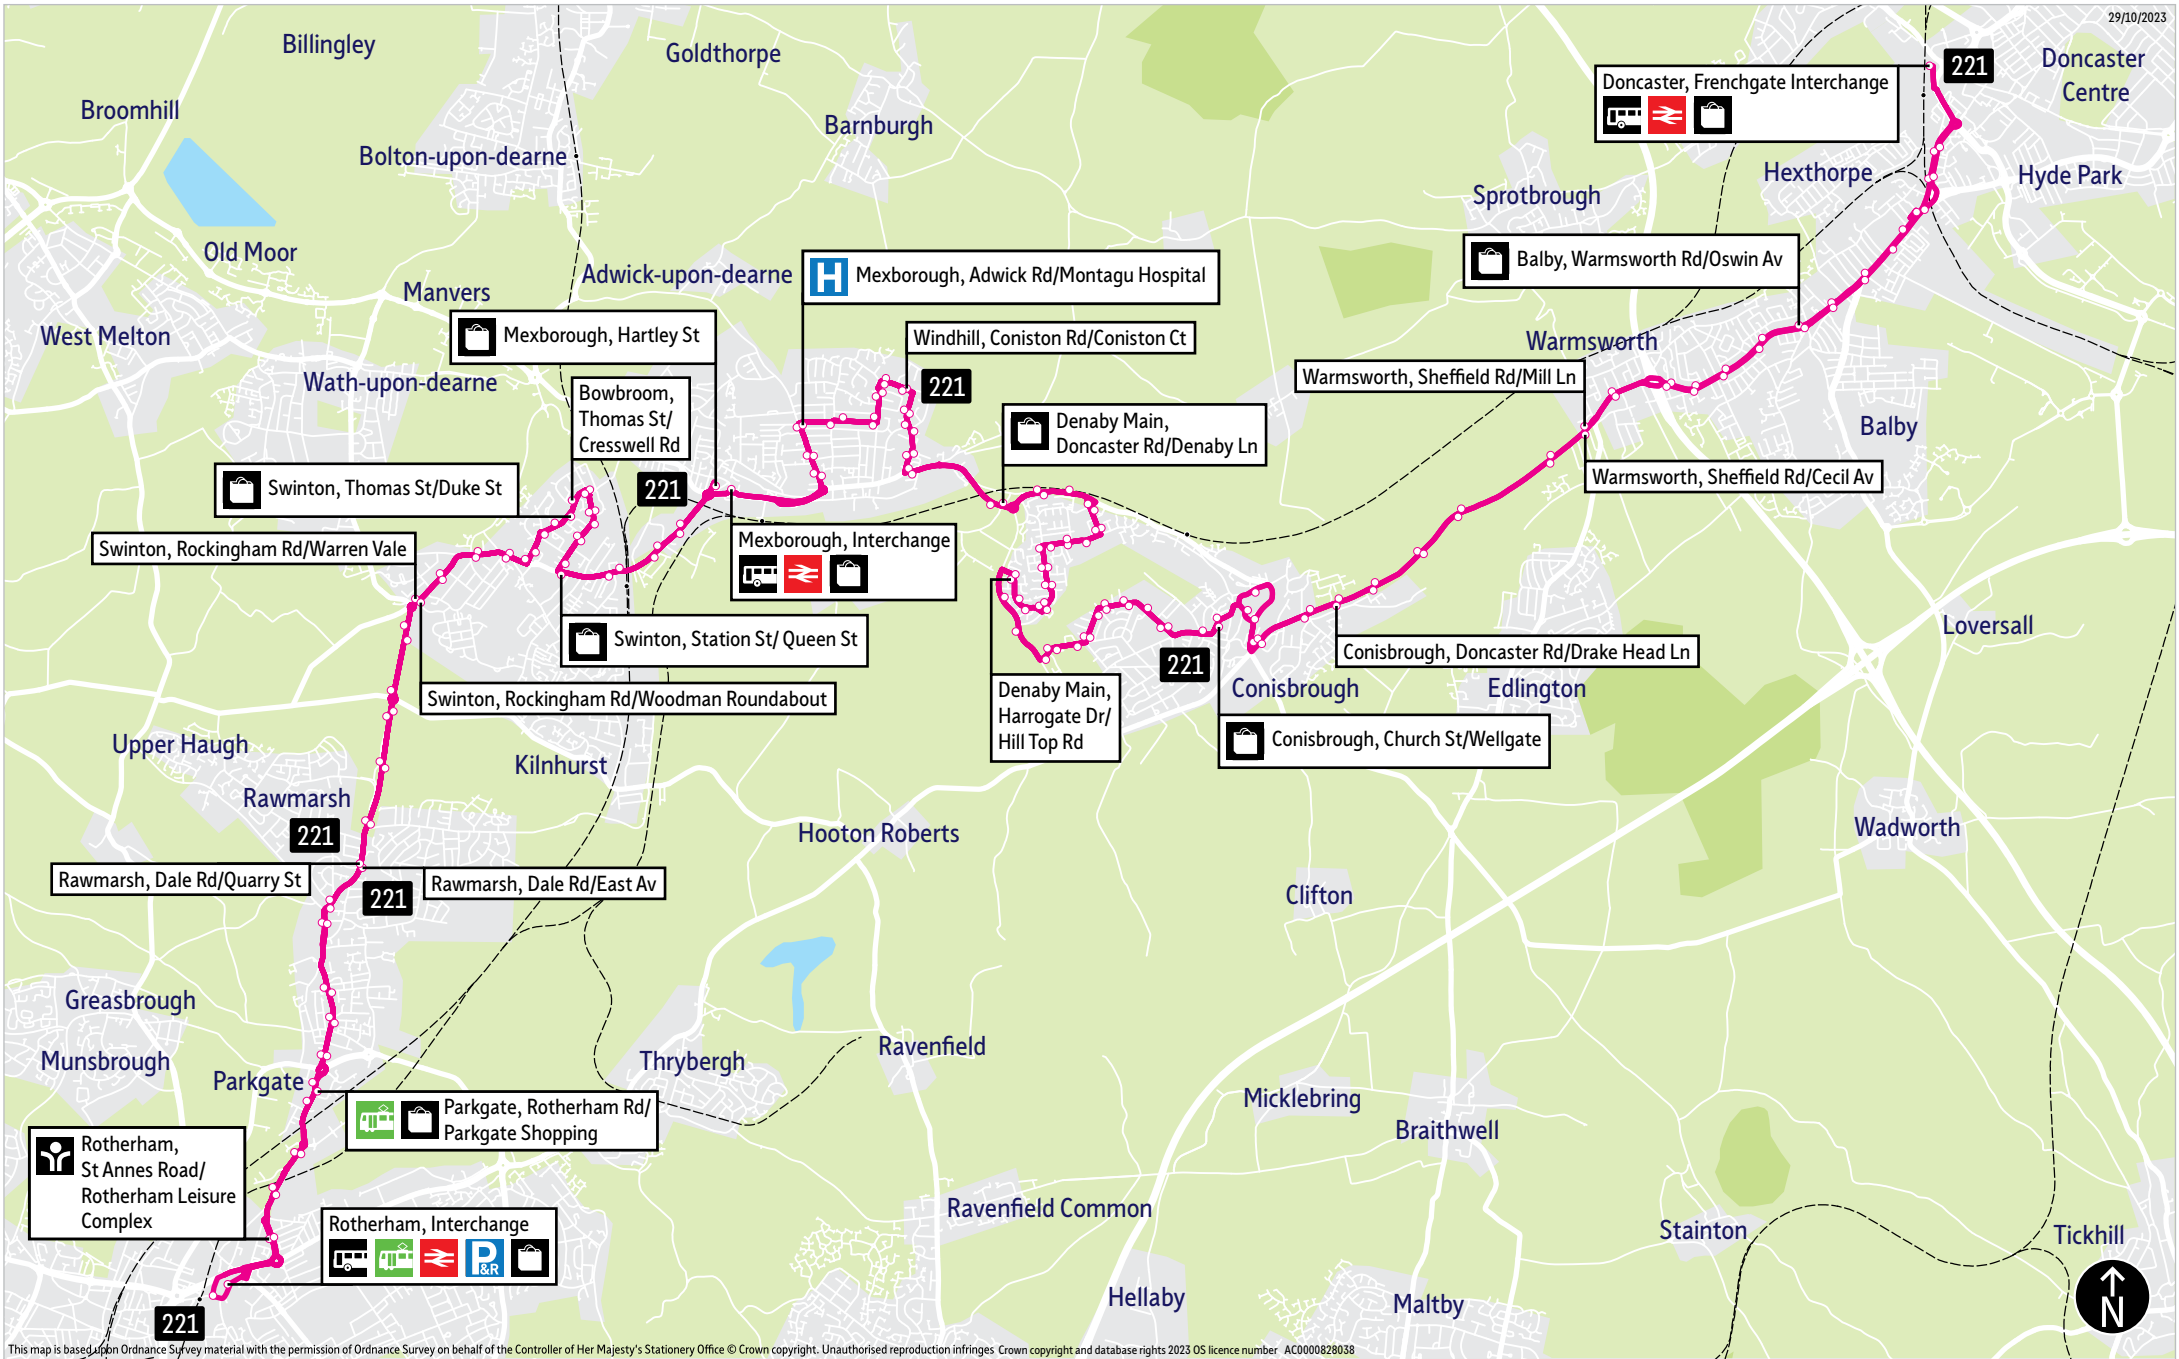 29/10/2023
Billingley
Goldthorpe
221
Doncaster
Centre
Doncaster, Frenchgate Interchange
Broomhill
Barnburgh
Bolton-upon-dearne
Hexthorpe
Hyde Park
Sprotbrough
Old Moor
Adwick-upon-dearne
H
Mexborough, Adwick Rd/Montagu Hospital
Balby, Warmsworth Rd/Oswin Av
Manvers
West Melton
Mexborough, Hartley St
Windhill, Coniston Rd/Coniston Ct
Warmsworth
Wath-upon-dearne
Bowbroom,
Thomas St/
Cresswell Rd
221
Warmsworth, Sheffield Rd/Mill Ln
Denaby Main,
Doncaster Rd/Denaby Ln
Balby
Swinton, Thomas St/Duke St
221
Warmsworth, Sheffield Rd/Cecil Av
Swinton, Rockingham Rd/Warren Vale
Mexborough, Interchange
Swinton, Station St/ Queen St
Loversall
221
Conisbrough, Doncaster Rd/Drake Head Ln
Swinton, Rockingham Rd/Woodman Roundabout
Denaby Main,
Harrogate Dr/
Hill Top Rd
Conisbrough
Edlington
Conisbrough, Church St/Wellgate
Upper Haugh
Kilnhurst
Rawmarsh
221
Hooton Roberts
Wadworth
Rawmarsh, Dale Rd/Quarry St
Rawmarsh, Dale Rd/East Av
221
Clifton
Greasbrough
Munsbrough
Thrybergh
Ravenfield
Parkgate
Parkgate, Rotherham Rd/
Parkgate Shopping
Micklebring
Braithwell
Rotherham,
St Annes Road/
Rotherham Leisure
Complex
Rotherham, Interchange
P
&R
Ravenfield Common
Stainton
Tickhill
221
Hellaby
Maltby
N
This map is based upon Ordnance Survey material with the permission of Ordnance Survey on behalf of the Controller of Her Majesty's Stationery Office © Crown copyright. Unauthorised reproduction infringes Crown copyright and database rights 2023 OS licence number AC0000828038